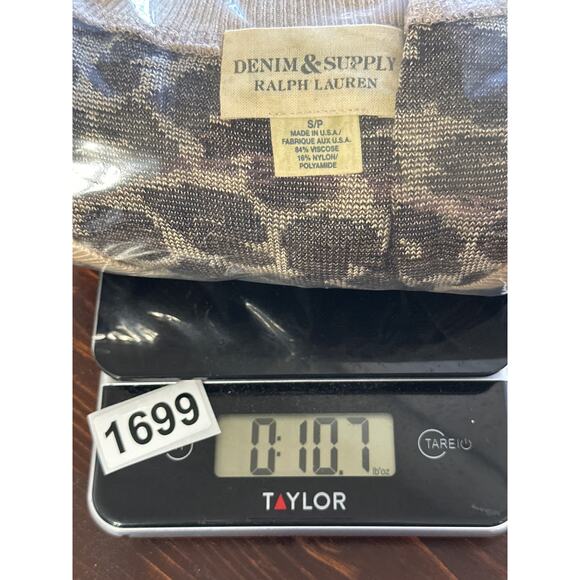 DENIM & SUPPLY
RALPH LAUREN
S/P
MADE IN U.S.A./
FABRIQUE AUX U.S.A.
84% VISCOSE
16% NYLON/
POLYAMIDE
1699
0:10.7
lb'oz
TARE
TAYLOR